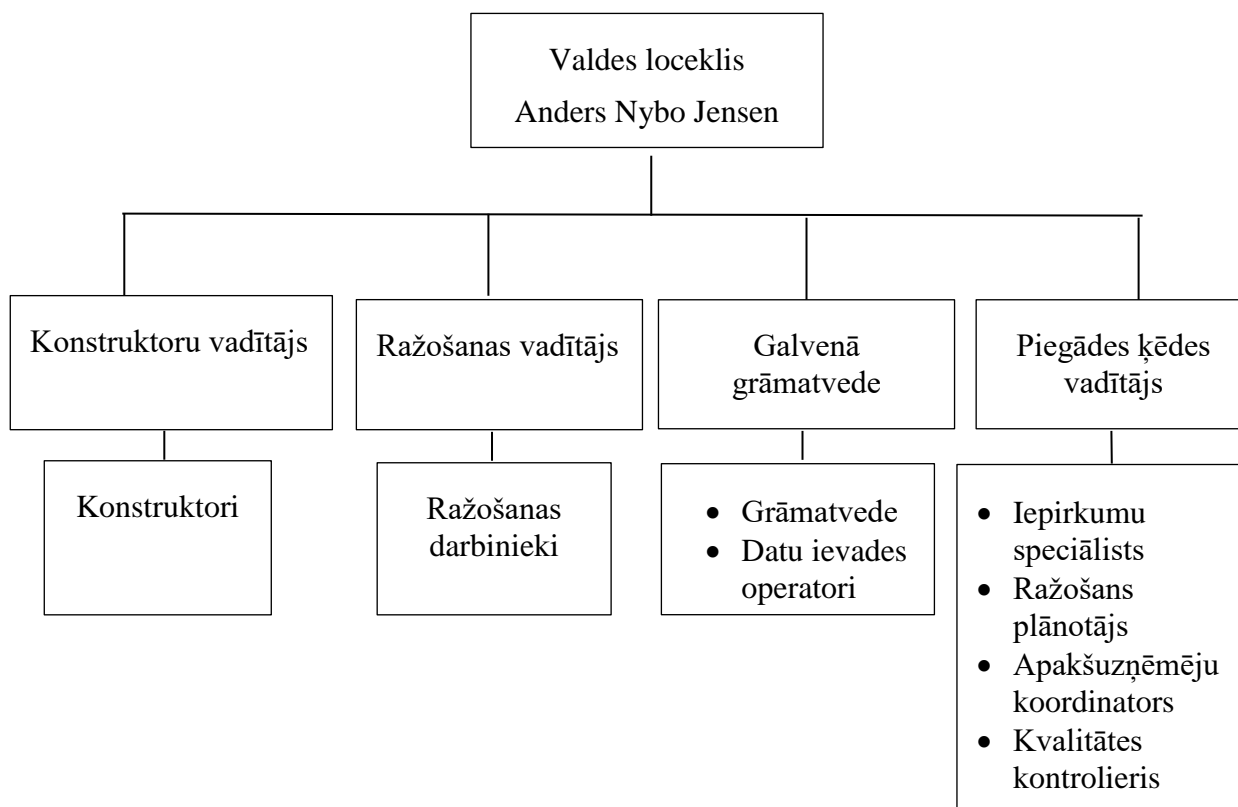 Valdes loceklis
Anders Nybo Jensen
Konstruktoru vadītājs
Ražošanas vadītājs
Galvenā
grāmatvede
Piegādes ķēdes
vadītājs
Konstruktori
Ražošanas
darbinieki
• Grāmatvede
• Datu ievades
operatori
• Iepirkumu
speciālists
• Ražošans
plānotājs
• Apakšuzņēmēju
koordinators
• Kvalitātes
kontrolieris